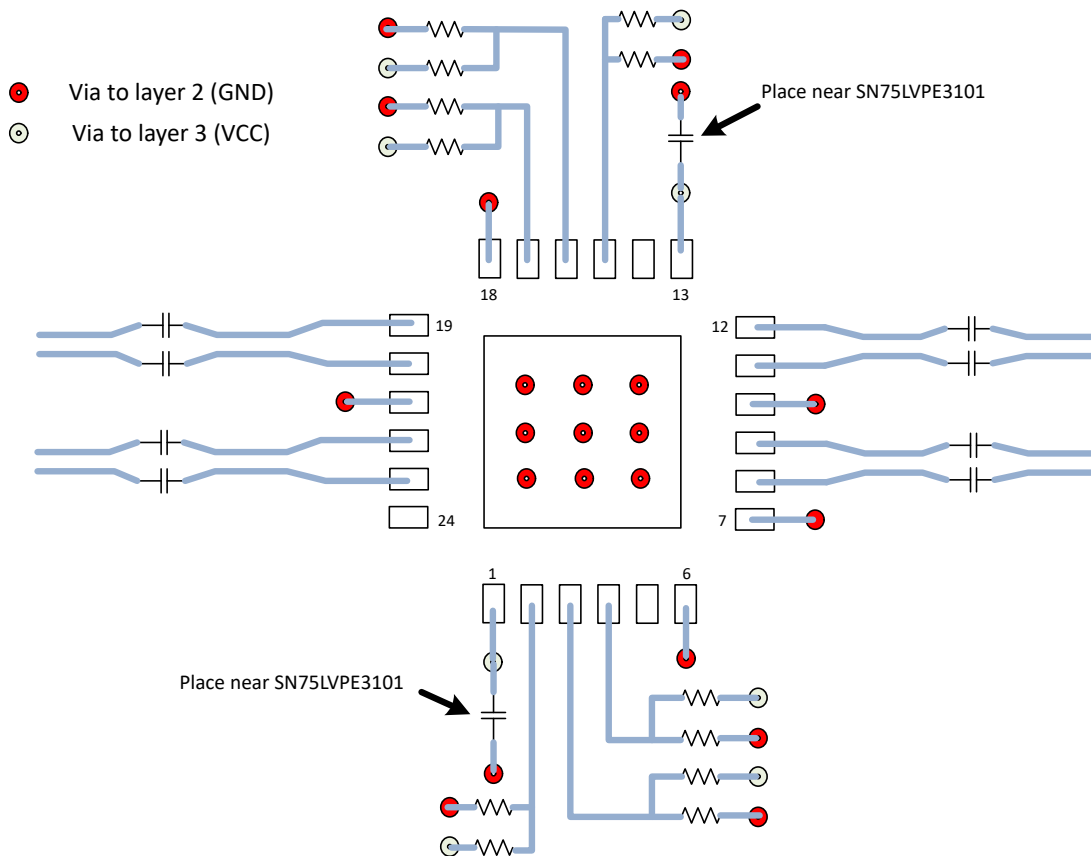 Via to layer 2 (GND)
Via to layer 3 (VCC)
Place near SN75LVPE3101
18
13
19
12
24
7
1
6
Place near SN75LVPE3101